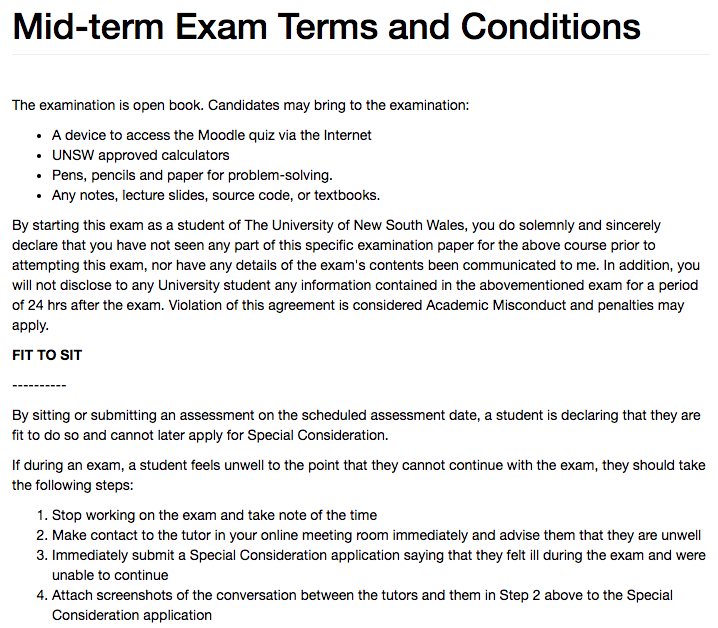 Mid-term Exam Terms and Conditions
The examination is open book. Candidates may bring to the examination:
• A device to access the Moodle quiz via the Internet
• UNSW approved calculators
• Pens, pencils and paper for problem-solving.
• Any notes, lecture slides, source code, or textbooks.
By starting this exam as a student of The University of New South Wales, you do solemnly and sincerely
declare that you have not seen any part of this specific examination paper for the above course prior to
attempting this exam, nor have any details of the exam's contents been communicated to me. In addition, you
will not disclose to any University student any information contained in the abovementioned exam for a period
of 24 hrs after the exam. Violation of this agreement is considered Academic Misconduct and penalties may
apply.
FIT TO SIT
----------
By sitting or submitting an assessment on the scheduled assessment date, a student is declaring that they are
fit to do so and cannot later apply for Special Consideration.
If during an exam, a student feels unwell to the point that they cannot continue with the exam, they should take
the following steps:
1. Stop working on the exam and take note of the time
2. Make contact to the tutor in your online meeting room immediately and advise them that they are unwell
3. Immediately submit a Special Consideration application saying that they felt ill during the exam and were
unable to continue
4. Attach screenshots of the conversation between the tutors and them in Step 2 above to the Special
Consideration application